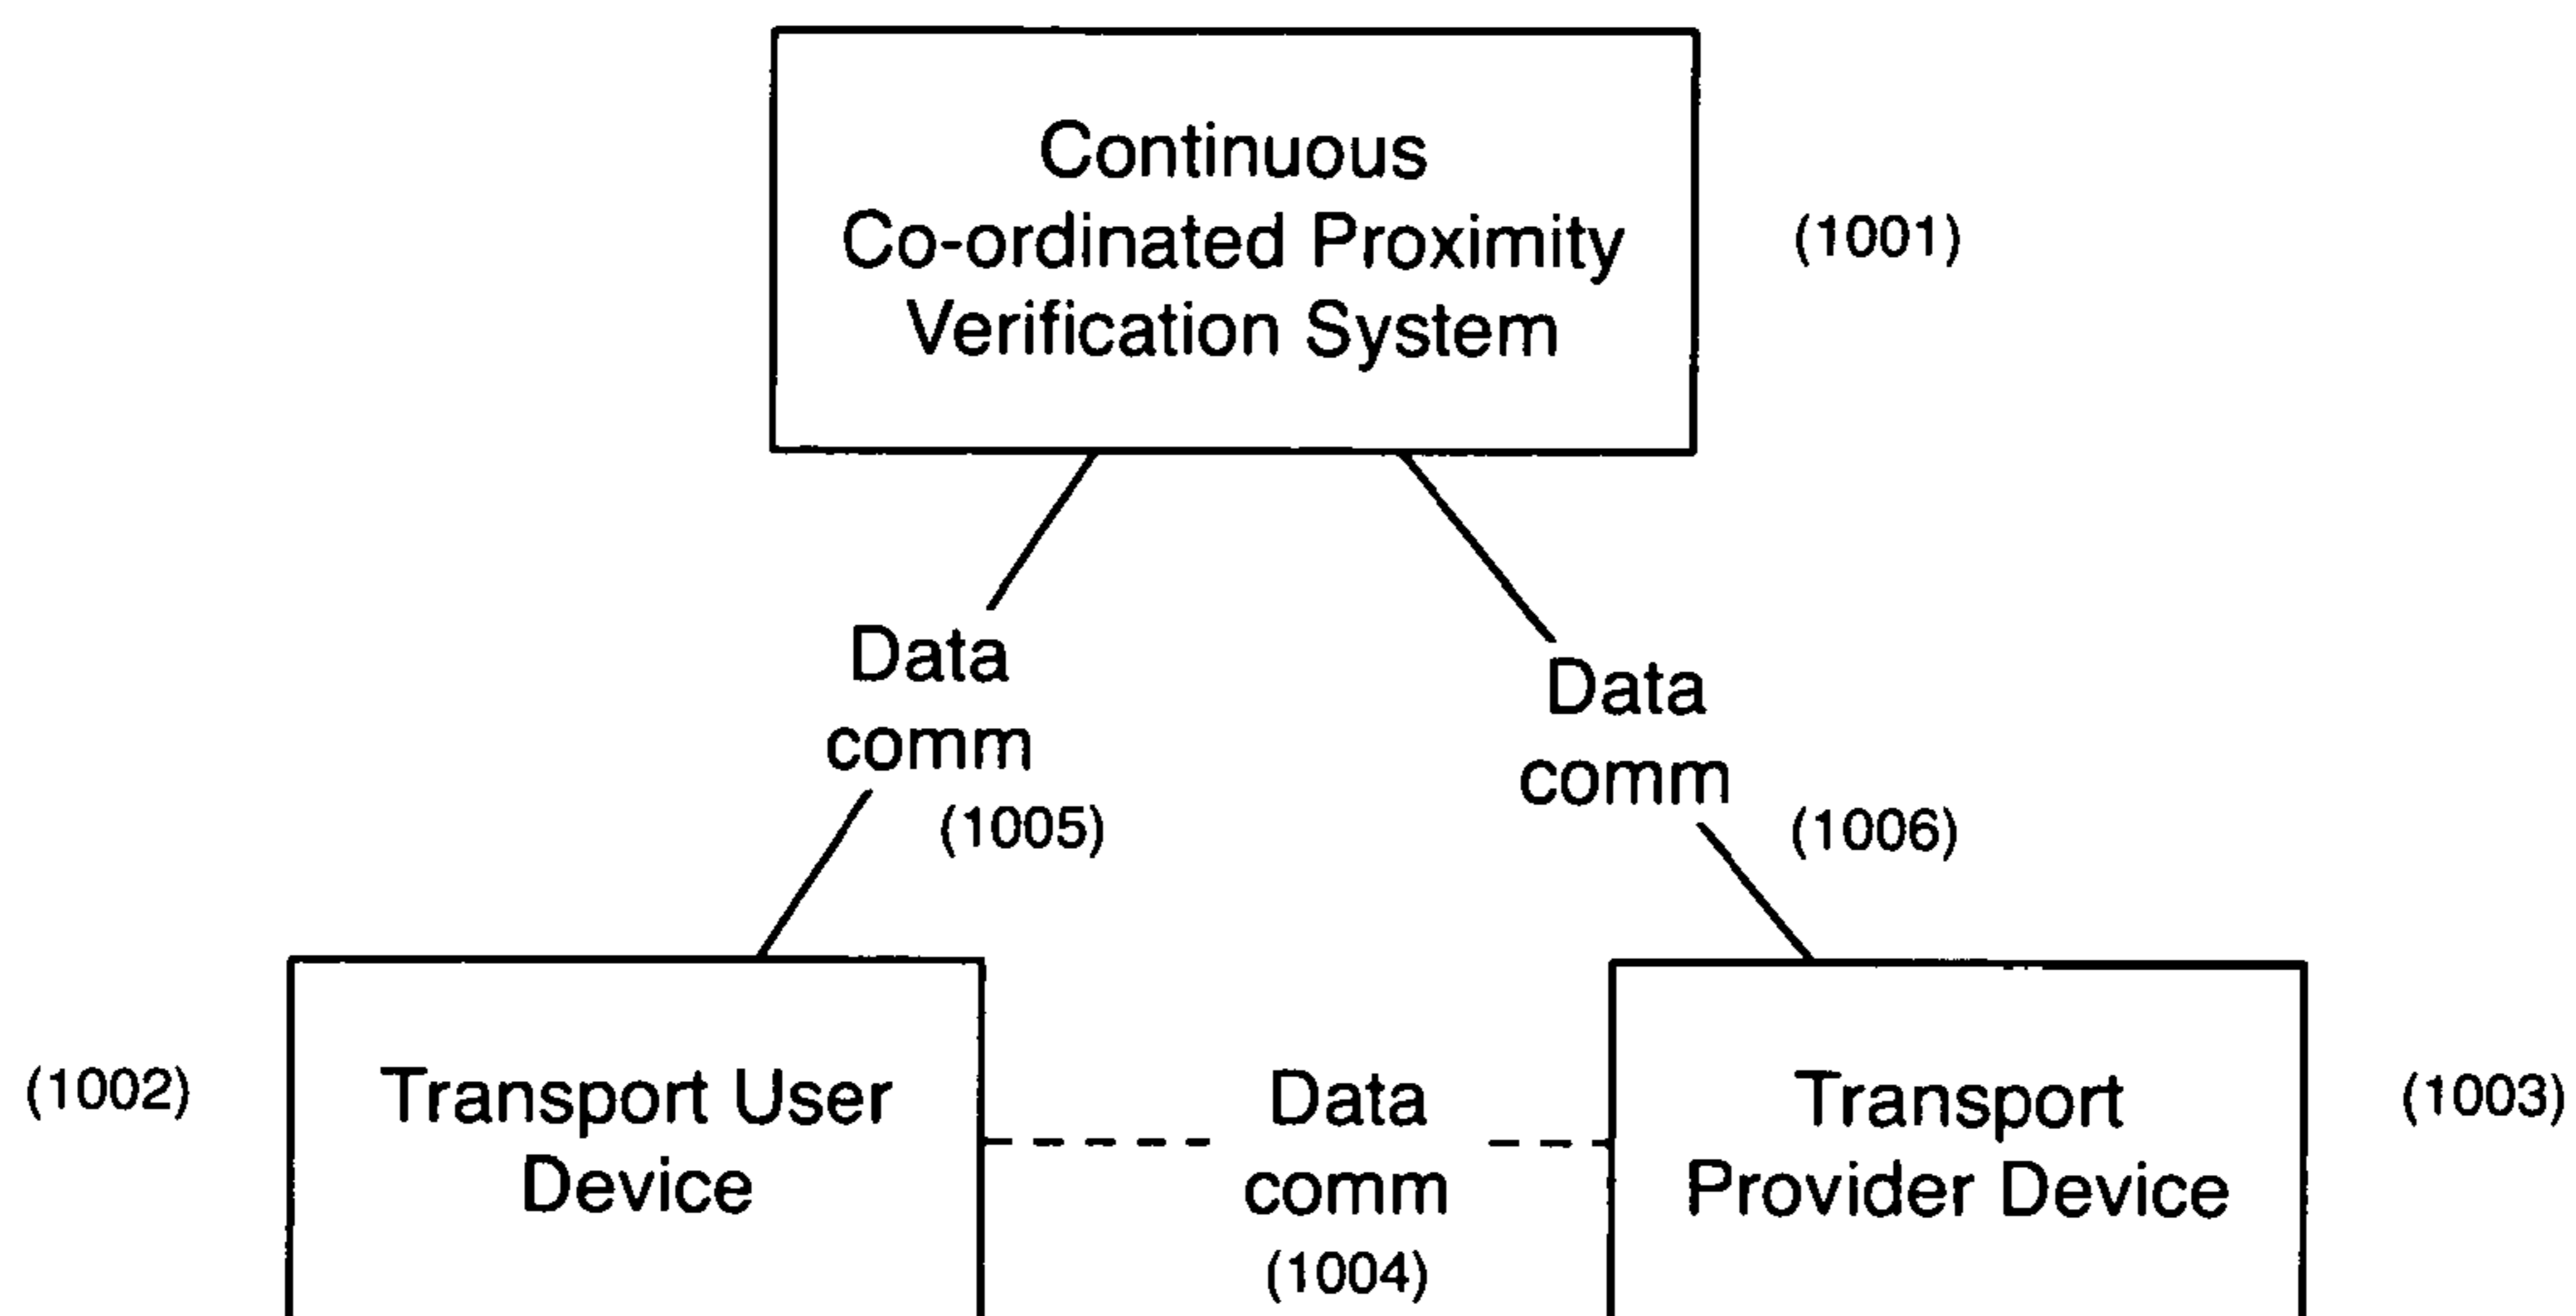 Continuous
Co-ordinated Proximity
Verification System
(1001)
Data
comm
(1005)
Data
comm
(1006)
(1002)
Transport User
Device
Data
comm
(1004)
Transport
Provider Device
(1003)